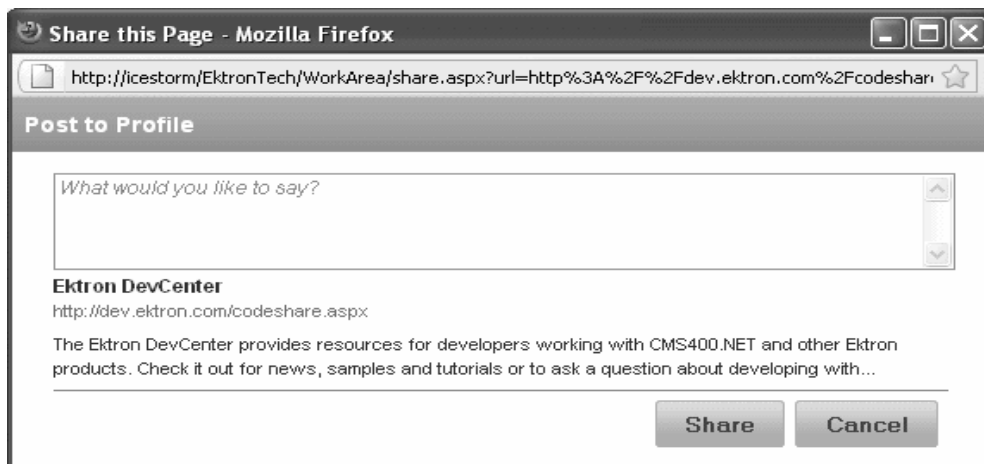 Share this Page - Mozilla Firefox
http://icestorm/EktronTech/WorkArea/share.aspx?url=http%3A%2F%2Fdev.ektron.com%2Fcodeshar
Post to Profile
What would you like to say?
Ektron DevCenter
http://dev.ektron.com/codeshare.aspx
The Ektron DevCenter provides resources for developers working with CMS400.NET and other Ektron
products. Check it out for news, samples and tutorials or to ask a question about developing with...
Share Cancel